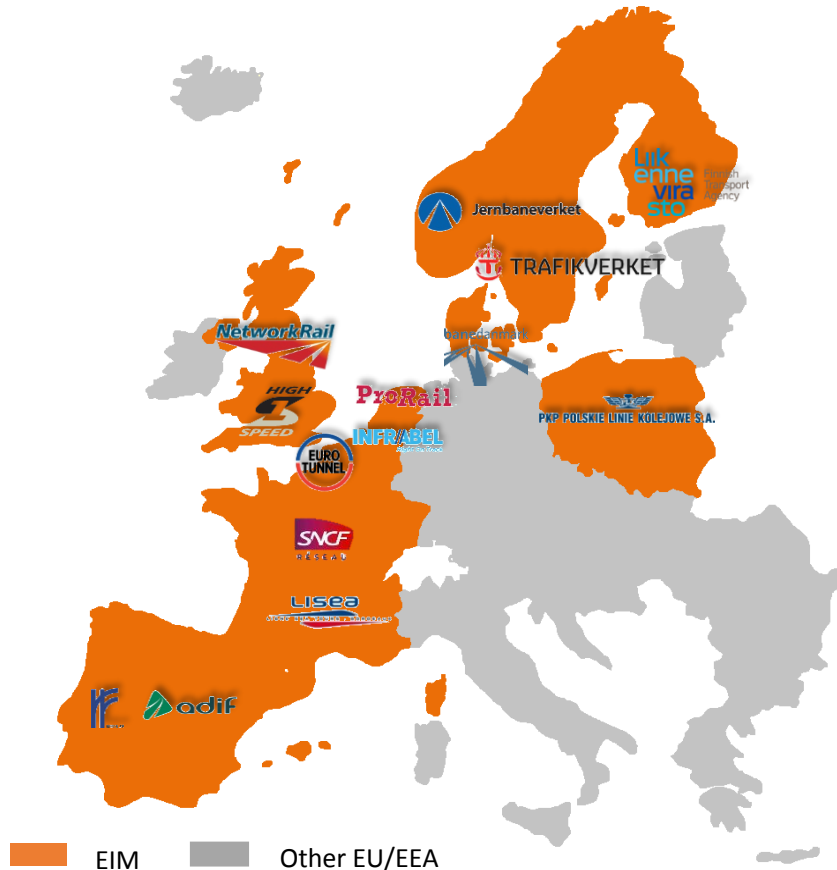 Liik
enne
vira
sto
Finnish
Transport
Agency
Jernbaneverket
TRAFIKVERKET
NetworkRail
banedanmark
HIGH
SPEED
ProRail
INFRABEL
PKP POLSKIE LINIE KOLEJOWE S.A.
EURO
TUNNEL
SNCF
RÉSEAU
LISEA
adif
EIM
Other EU/EEA